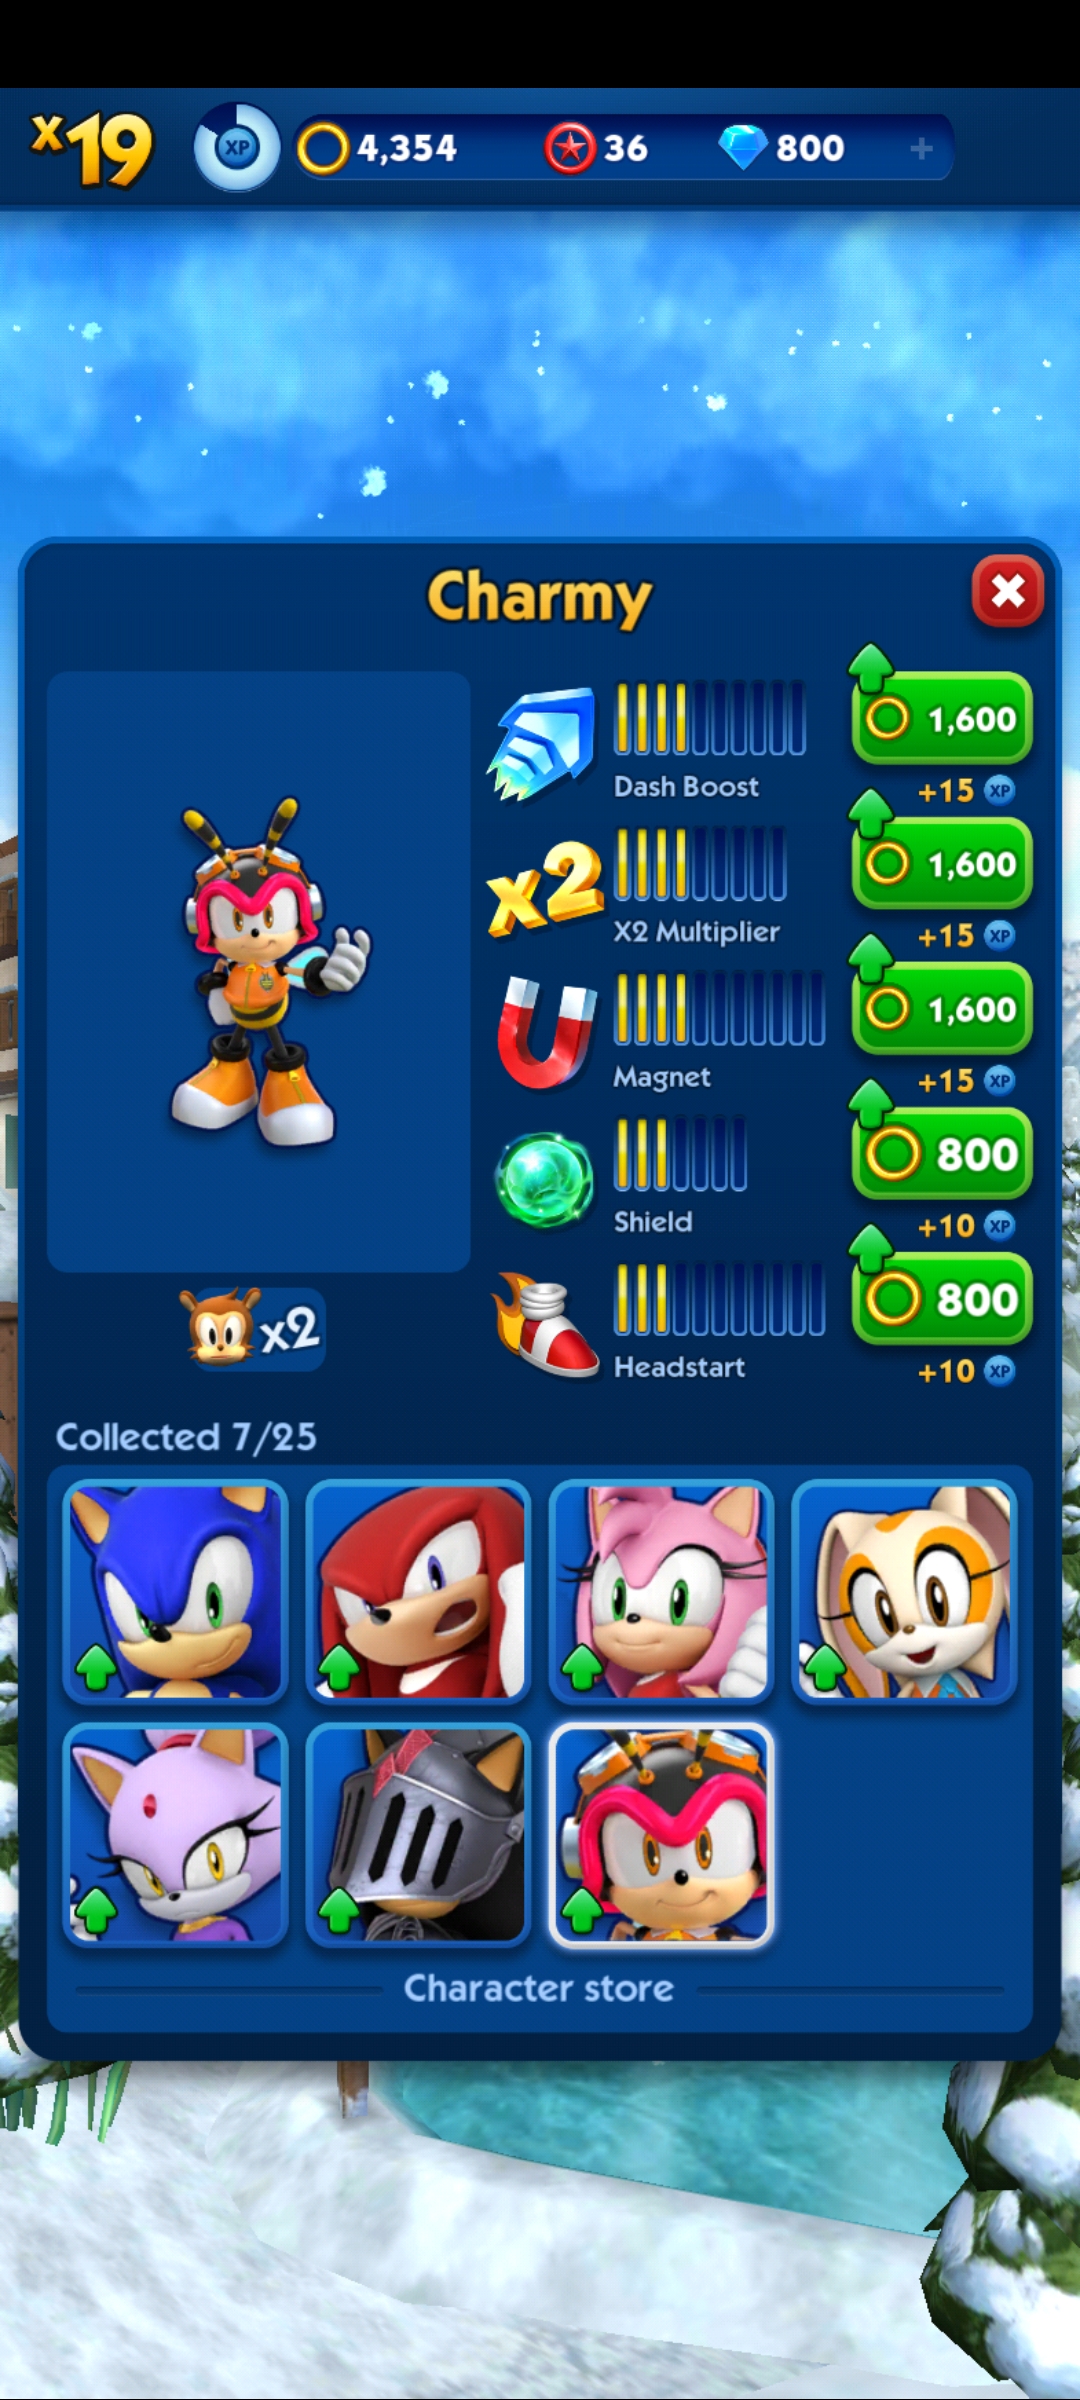 x19
XP
4,354
36
800
+
Charmy
1,600
Dash Boost
+15 XP
x2
1,600
X2 Multiplier
+15 XP
1,600
Magnet
+15 XP
800
Shield
+10 XP
x2
800
Headstart
+10 XP
Collected 7/25
Character store